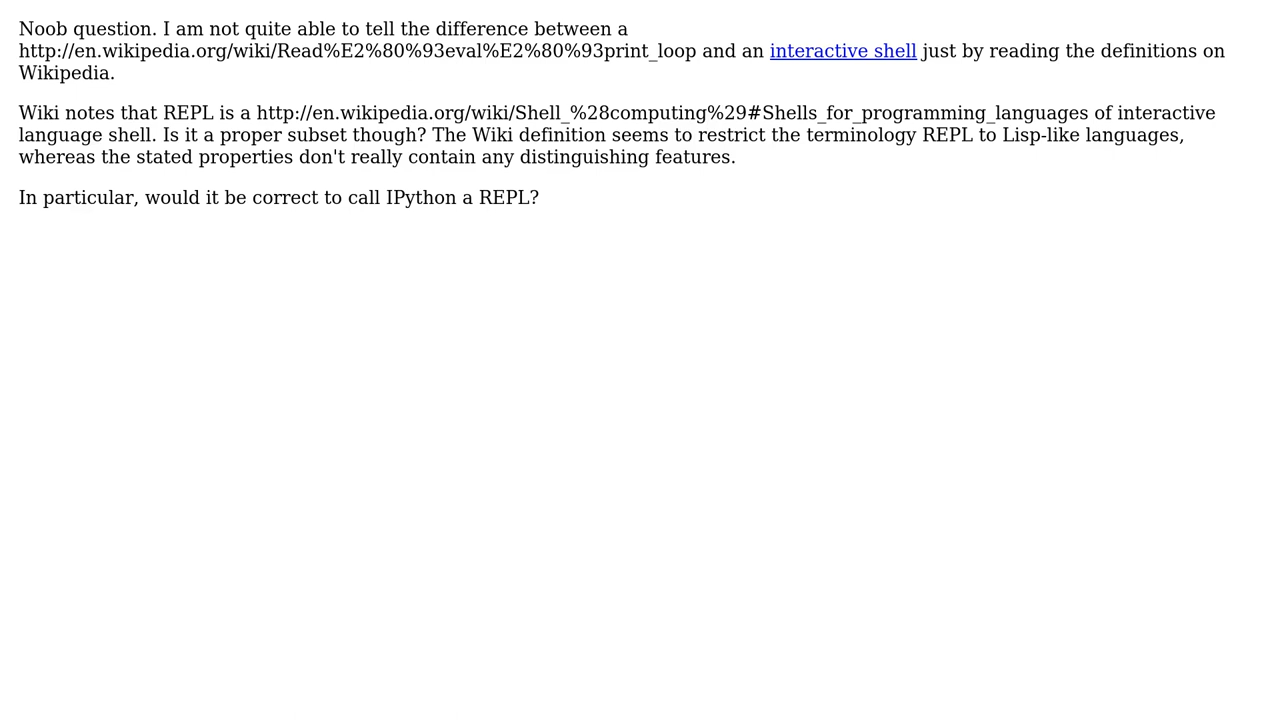 Noob question. I am not quite able to tell the difference between a
http://en.wikipedia.org/wiki/Read%E2%80%93eval%E2%80%93print_loop and an interactive shell just by reading the definitions on
Wikipedia.
Wiki notes that REPL is a http://en.wikipedia.org/wiki/Shell_%28computing%29#Shells_for_programming_languages of interactive
language shell. Is it a proper subset though? The Wiki definition seems to restrict the terminology REPL to Lisp-like languages,
whereas the stated properties don't really contain any distinguishing features.
In particular, would it be correct to call IPython a REPL?